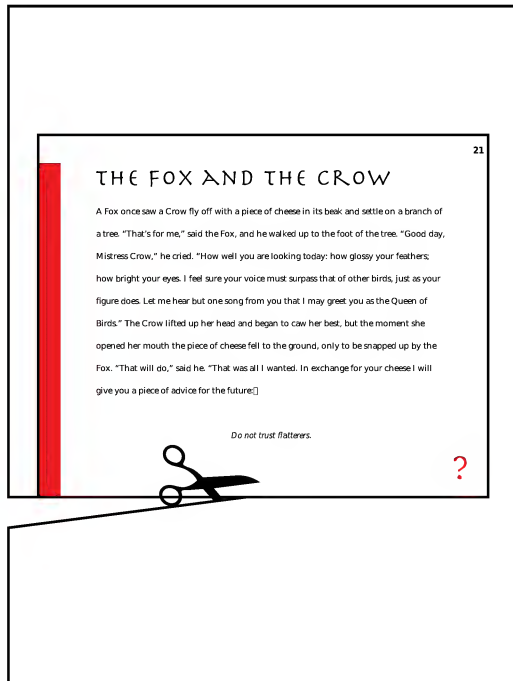 21
THE FOX AND THE CROW
A Fox once saw a Crow fly off with a piece of cheese in its beak and settle on a branch of
a tree. “That’s for me,” said the Fox, and he walked up to the foot of the tree. “Good day,
Mistress Crow,” he cried. “How well you are looking today: how glossy your feathers;
how bright your eyes. I feel sure your voice must surpass that of other birds, just as your
figure does. Let me hear but one song from you that I may greet you as the Queen of
Birds.” The Crow lifted up her head and began to caw her best, but the moment she
opened her mouth the piece of cheese fell to the ground, only to be snapped up by the
Fox. “That will do,” said he. “That was all I wanted. In exchange for your cheese I will
give you a piece of advice for the future:
Do not trust flatterers.
?